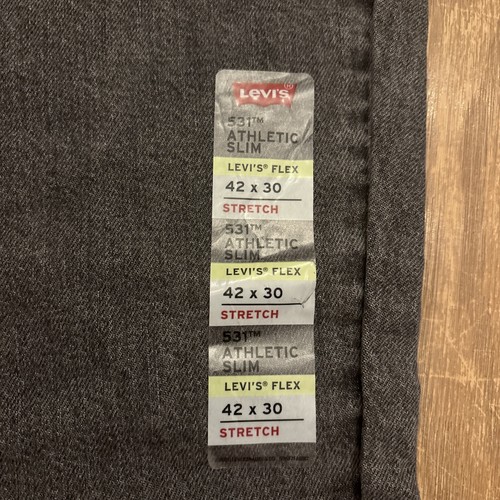 Levi's®
531™
ATHLETIC
SLIM
LEVI'S® FLEX
42 x 30
STRETCH
531™
ATHLETIC
SLIM
LEVI'S® FLEX
42 x 30
STRETCH
531™
ATHLETIC
SLIM
LEVI'S® FLEX
42 x 30
STRETCH